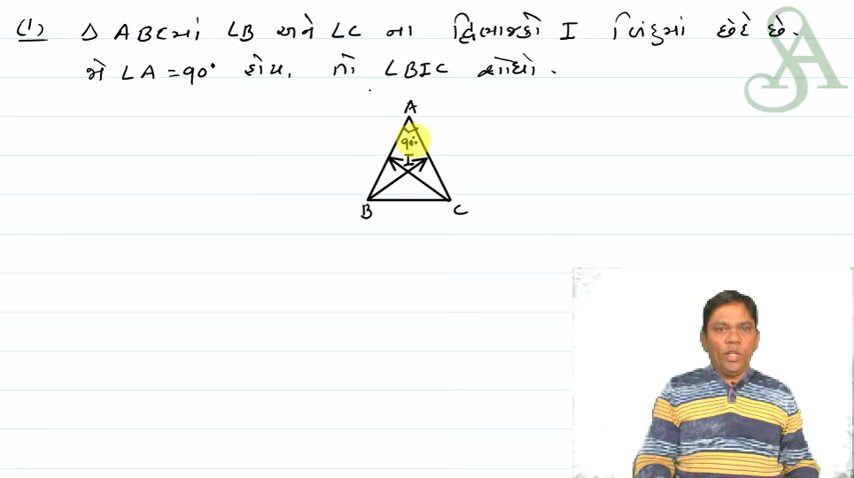 (1) Δ ABCમાં ∠B અને ∠C ના દ્વિભાજકો I બિંદુમાં છેદે છે.
જો ∠A = 90° હોય, તો ∠BIC શોધો.
A
90°
I
B C